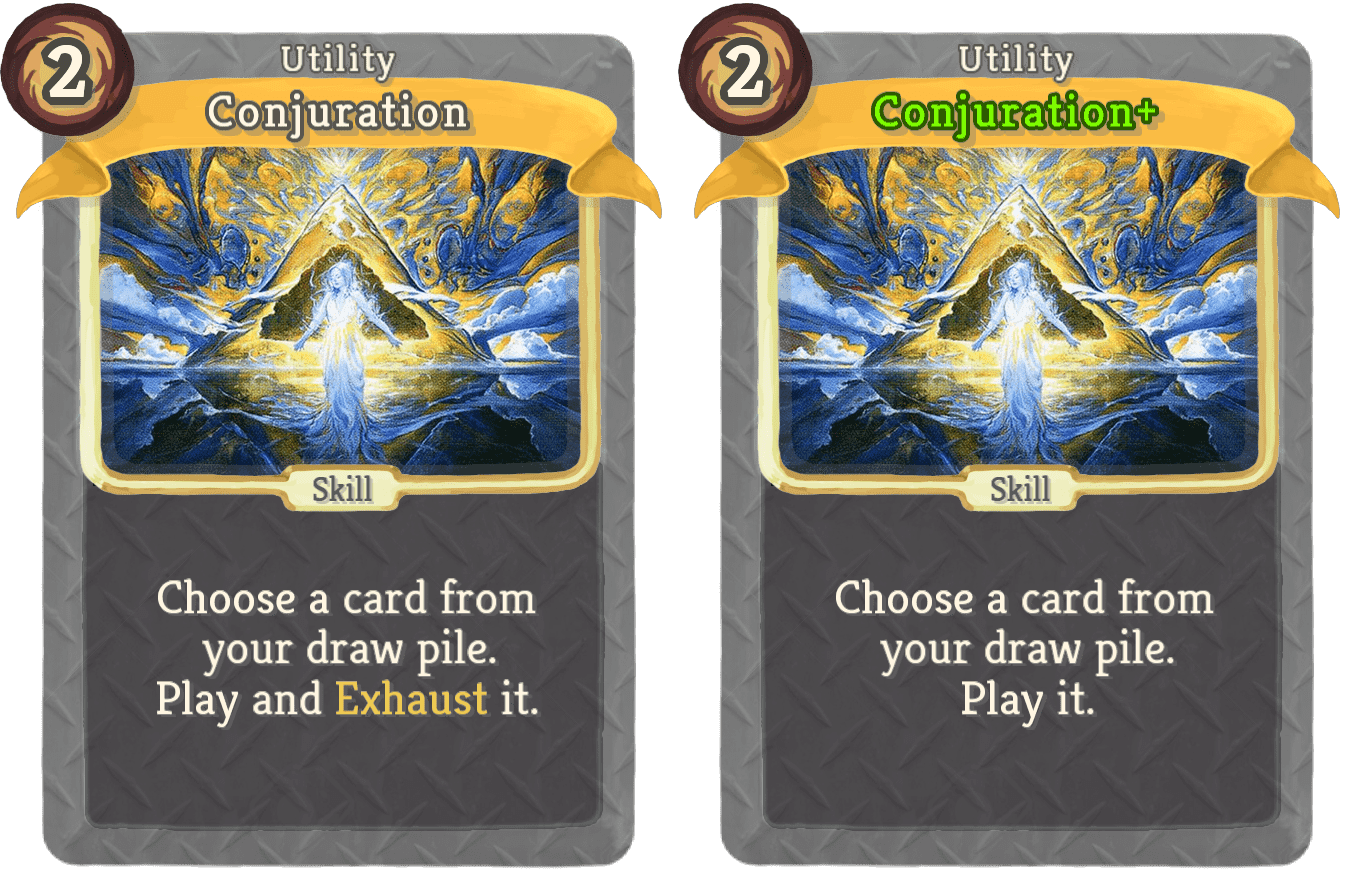 2
Utility
Conjuration
Skill
Choose a card from
your draw pile.
Play and Exhaust it.
2
Utility
Conjuration+
Skill
Choose a card from
your draw pile.
Play it.